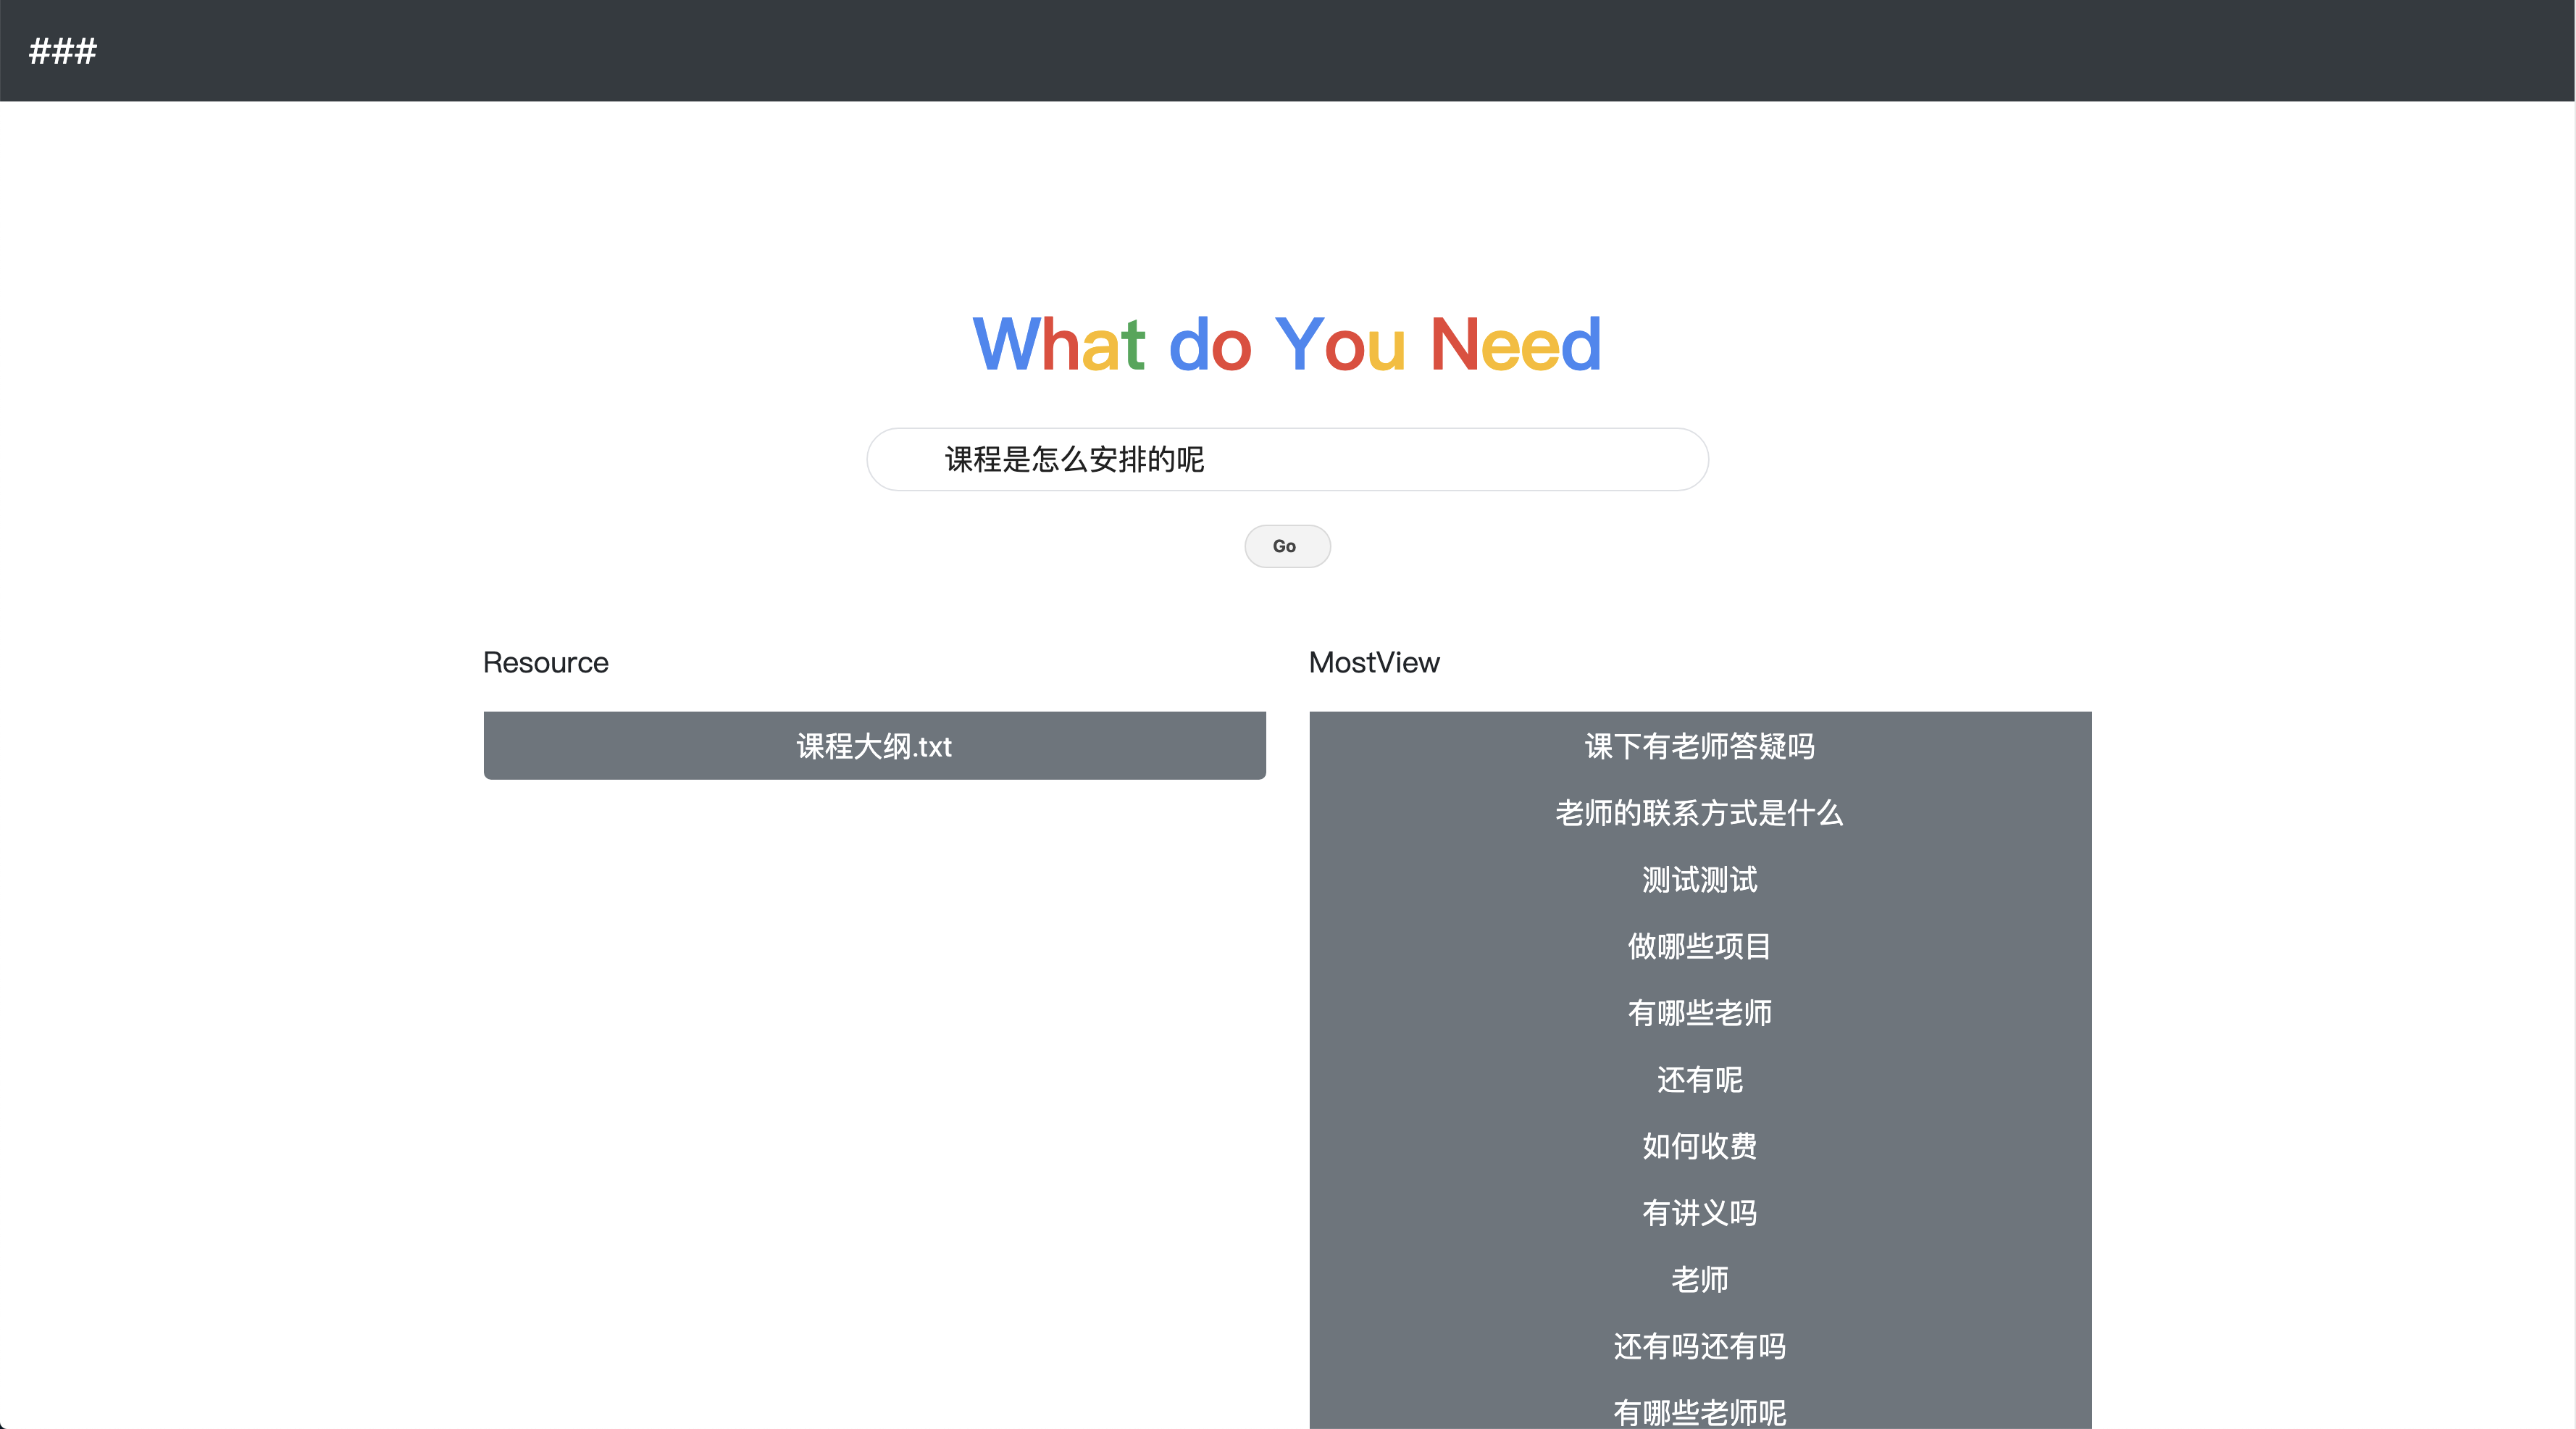 ###
What do You Need
课程是怎么安排的呢
Go
Resource
课程大纲.txt
MostView
课下有老师答疑吗
老师的联系方式是什么
测试测试
做哪些项目
有哪些老师
还有呢
如何收费
有讲义吗
老师
还有吗还有吗
有哪些老师呢